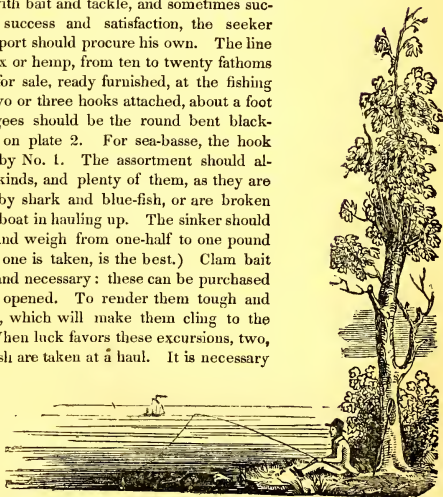 with bait and tackle, and sometimes suc-
success and satisfaction, the seeker
port should procure his own. The line
x or hemp, from ten to twenty fathoms
for sale, ready furnished, at the fishing
vo or three hooks attached, about a foot
gees should be the round bent black-
on plate 2. For sea-basse, the hook
by No. 1. The assortment should al-
kinds, and plenty of them, as they are
by shark and blue-fish, or are broken
boat in hauling up. The sinker should
and weigh from one-half to one pound
one is taken, is the best.) Clam bait
and necessary: these can be purchased
opened. To render them tough and
, which will make them cling to the
When luck favors these excursions, two,
sh are taken at a haul. It is necessary